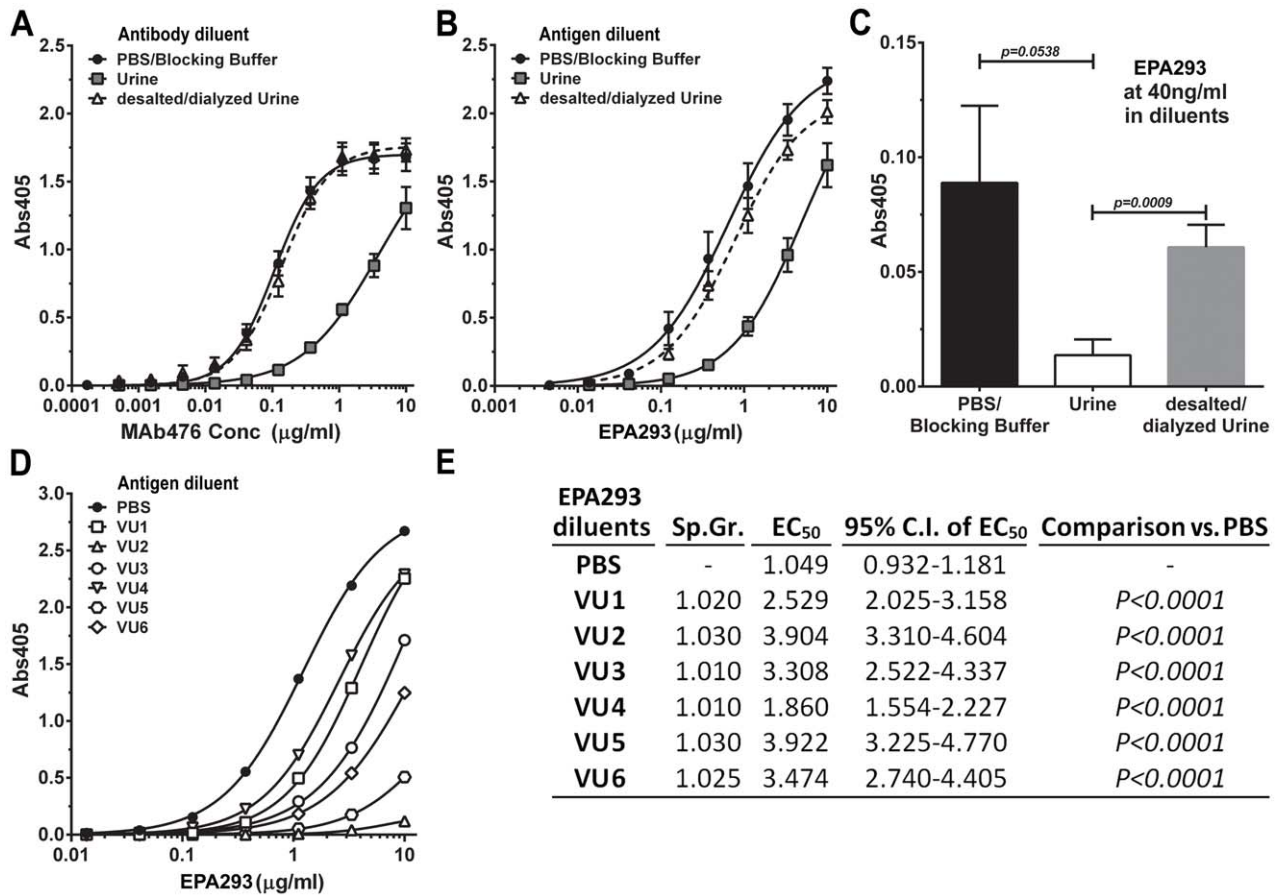 A
Antibody diluent
PBS/Blocking Buffer
Urine
desalted/dialyzed Urine
2.5
2.0
1.5
1.0
0.5
0.0
Abs405
0.0001 0.001 0.01 0.1 1 10
MAb476 Conc (µg/ml)
B
Antigen diluent
PBS/Blocking Buffer
Urine
desalted/dialyzed Urine
2.5
2.0
1.5
1.0
0.5
0.0
Abs405
0.001 0.01 0.1 1 10
EPA293 (µg/ml)
C
p=0.0538
EPA293
at 40ng/ml
in diluents
p=0.0009
0.15
0.10
0.05
0.00
Abs405
PBS/
Blocking Buffer
Urine
desalted/
dialyzed Urine
D
Antigen diluent
PBS
VU1
VU2
VU3
VU4
VU5
VU6
3.0
2.5
2.0
1.5
1.0
0.5
0.0
Abs405
0.01 0.1 1 10
EPA293 (µg/ml)
E
EPA293
diluents Sp.Gr. EC50 95% C.I. of EC50 Comparison vs. PBS
PBS - 1.049 0.932-1.181 -
VU1 1.020 2.529 2.025-3.158 P<0.0001
VU2 1.030 3.904 3.310-4.604 P<0.0001
VU3 1.010 3.308 2.522-4.337 P<0.0001
VU4 1.010 1.860 1.554-2.227 P<0.0001
VU5 1.030 3.922 3.225-4.770 P<0.0001
VU6 1.025 3.474 2.740-4.405 P<0.0001